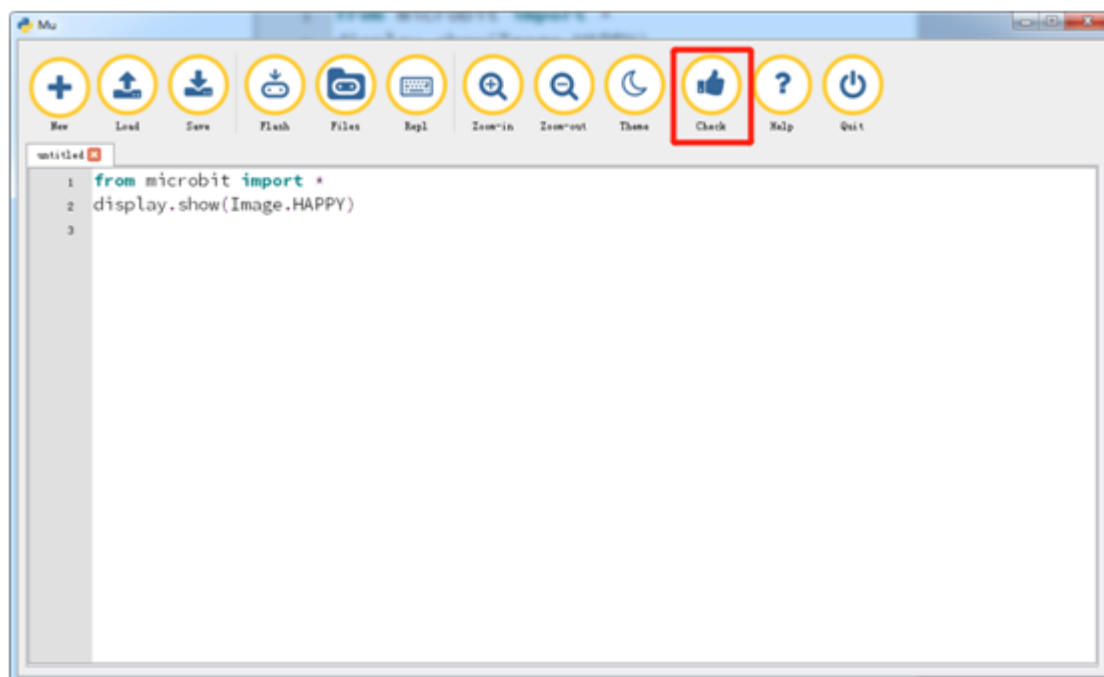 Mu
New Load Save Flash Files Repl Zoom-in Zoom-out Theme Check Help Quit
untitled
1 from microbit import *
2 display.show(Image.HAPPY)
3